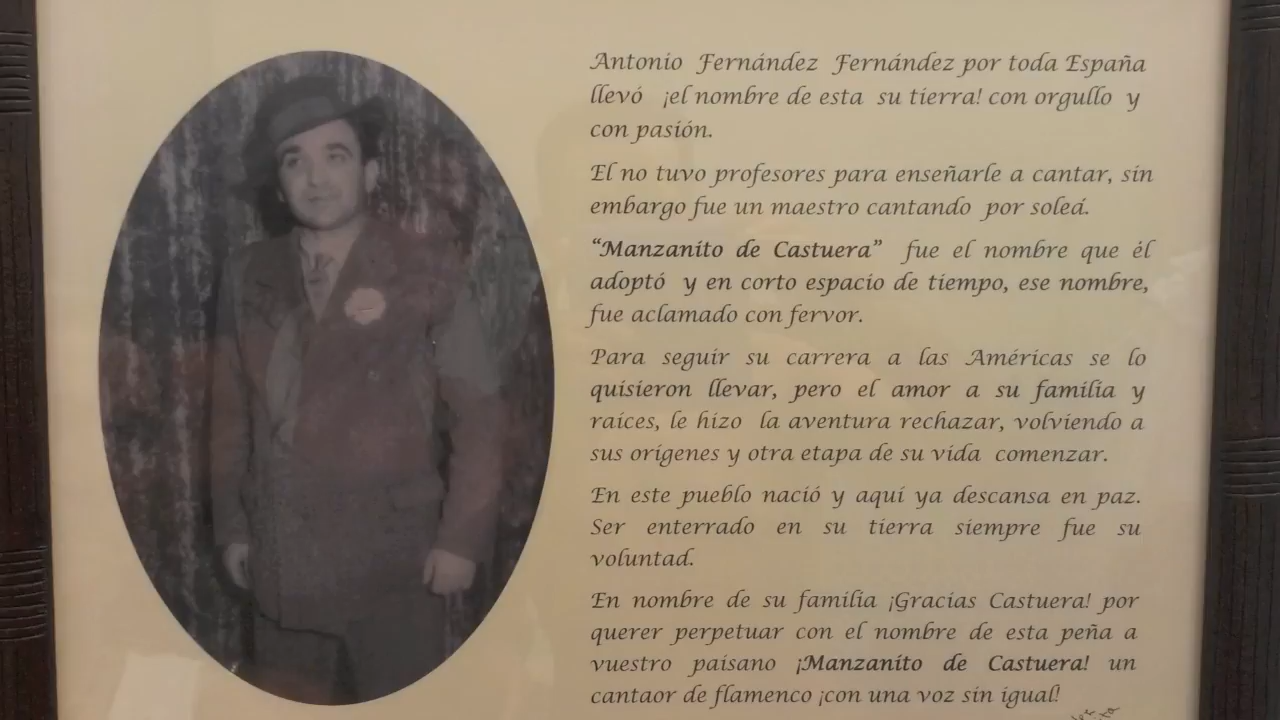 Antonio Fernández Fernández por toda España
llevó ¡el nombre de esta su tierra! con orgullo y
con pasión.
El no tuvo profesores para enseñarle a cantar, sin
embargo fue un maestro cantando por soleá.
“Manzanito de Castuera” fue el nombre que él
adoptó y en corto espacio de tiempo, ese nombre,
fue aclamado con fervor.
Para seguir su carrera a las Américas se lo
quisieron llevar, pero el amor a su familia y
raíces, le hizo la aventura rechazar, volviendo a
sus orígenes y otra etapa de su vida comenzar.
En este pueblo nació y aquí ya descansa en paz.
Ser enterrado en su tierra siempre fue su
voluntad.
En nombre de su familia ¡Gracias Castuera! por
querer perpetuar con el nombre de esta peña a
vuestro paisano ¡Manzanito de Castuera! un
cantaor de flamenco ¡con una voz sin igual!